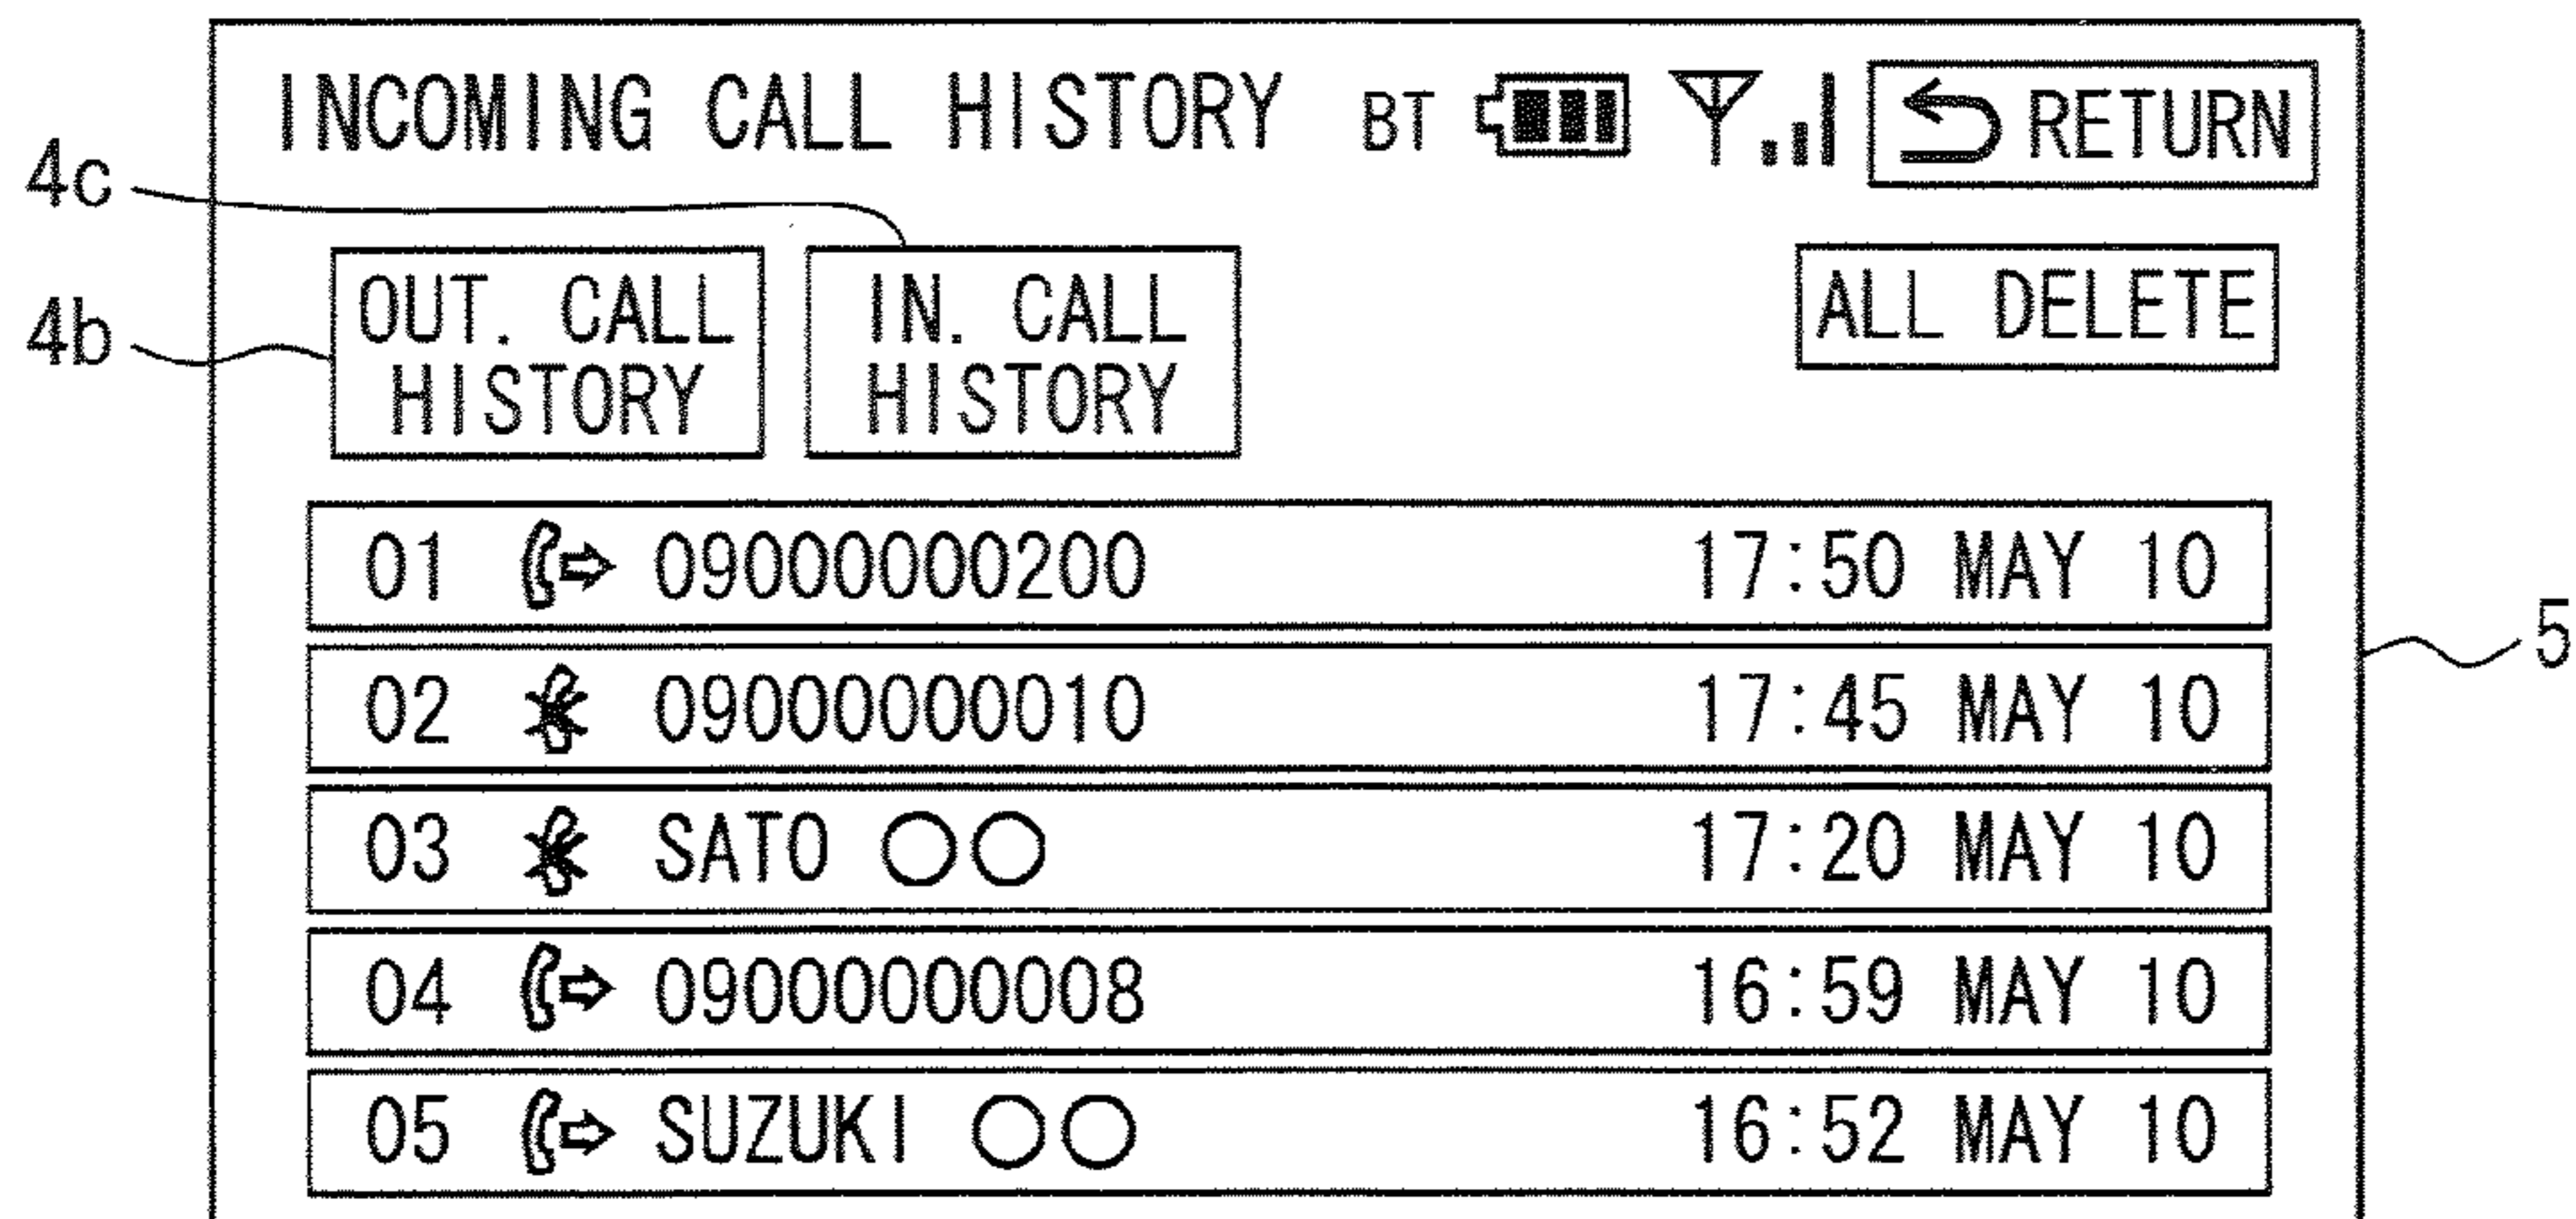 INCOMING CALL HISTORY BT RETURN
4c
OUT. CALL
HISTORY
IN. CALL
HISTORY
ALL DELETE
4b
01 09000000200 17:50 MAY 10
02 09000000010 17:45 MAY 10
5
03 SATO ○○ 17:20 MAY 10
04 09000000008 16:59 MAY 10
05 SUZUKI ○○ 16:52 MAY 10